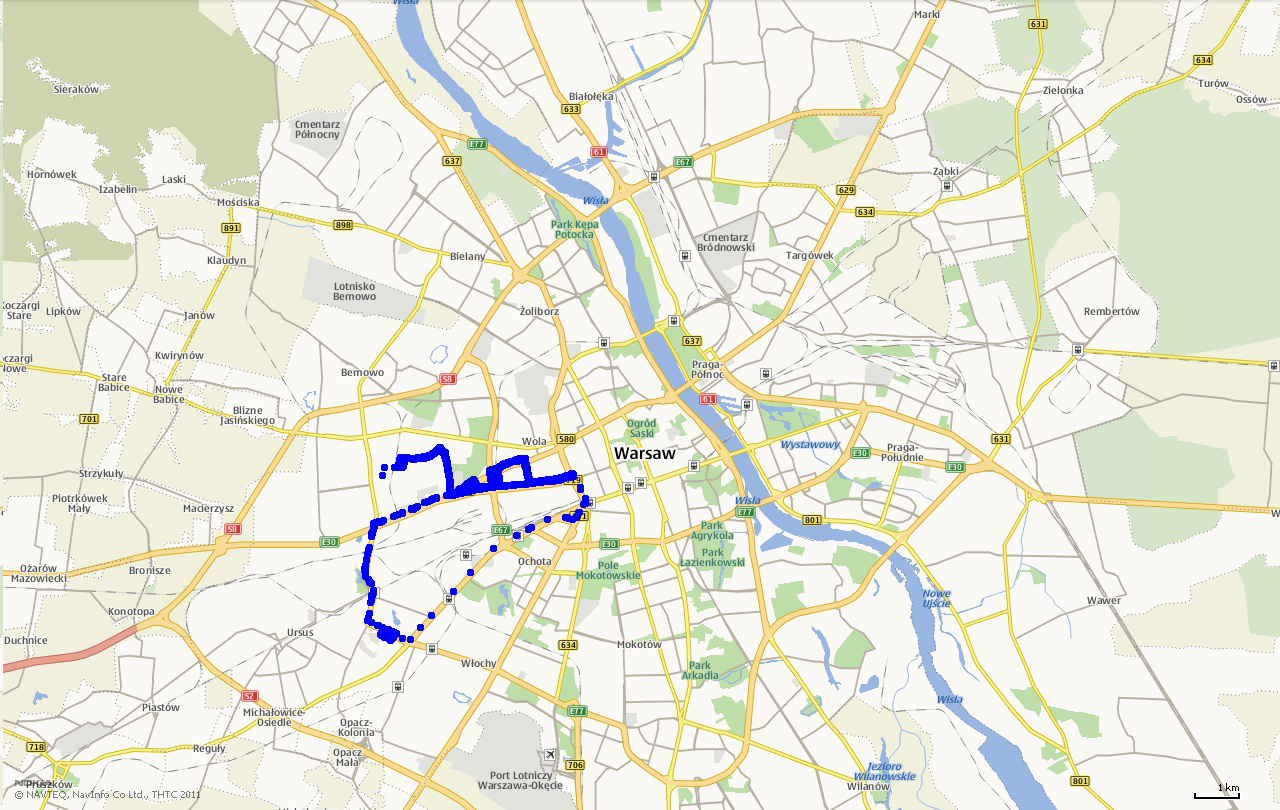 Wisła
Marki
631
634
Sieraków
Białołęka
Zielonka
Turów
Ossów
633
Cmentarz
Północny
E77
637
61
E67
Hornówek
Laski
Izabelin
Ząbki
629
634
Mościska
Wisła
891
898
Park Kępa
Potocka
Cmentarz
Bródnowski
Klaudyn
Bielany
Targówek
Lotnisko
Bemowo
Koczargi
Stare
Lipków
Janów
Żoliborz
Rembertów
637
Kwirynów
Praga-
Północ
Stare
Babice
Nowe
Babice
Bemowo
S8
61
Blizne
Jasińskiego
701
Ogród
Saski
Wola
580
Wystawowy
631
Warsaw
Praga-
Południe
E30
E30
Strzykuły
719
Piotrkówek
Mały
Macierzysz
Wisła
E77
801
S8
E67
E30
E30
Park
Agrykola
Ochota
Park
Łazienkowski
Pole
Mokotowskie
Ożarów
Mazowiecki
Bronisze
Nowe
Ujście
Wawer
Konotopa
Duchnice
Ursus
634
Mokotów
Włochy
Park
Arkadia
S2
Wisła
Piastów
Michałowice-
Osiedle
E77
Opacz-
Kolonia
718
Reguły
Opacz
Mała
706
Port Lotniczy
Warszawa-Okęcie
Jezioro
Wilanowskie
Wilanów
801
Pruszków
1 km
© NAVTEQ, NavInfo Co Ltd., THTC 2011